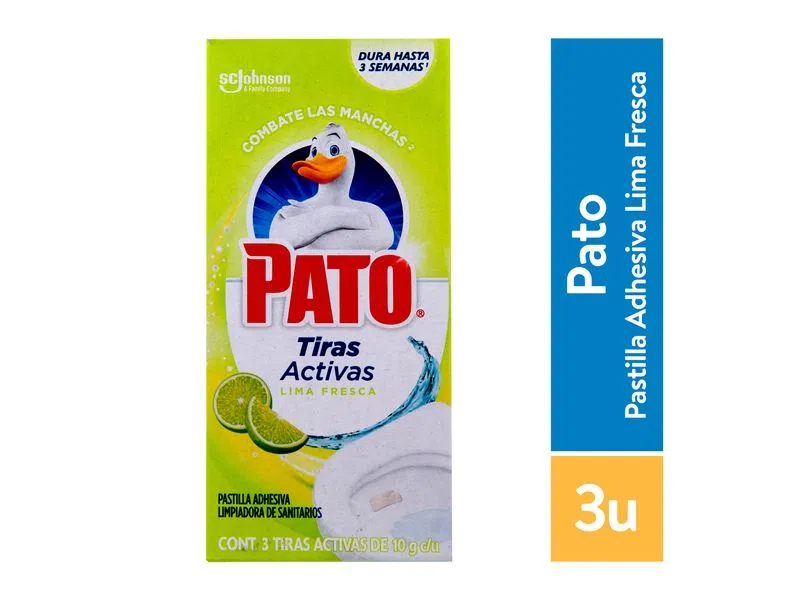 SC Johnson
A Family Company
DURA HASTA
3 SEMANAS¹
COMBATE LAS MANCHAS²
PATO®
Tiras
Activas
LIMA FRESCA
PASTILLA ADHESIVA
LIMPIADORA DE SANITARIOS
CONT. 3 TIRAS ACTIVAS DE 10 g c/u
Pato
Pastilla Adhesiva Lima Fresca
3u